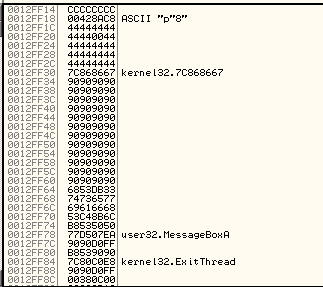 0012FF14 CCCCCCCC
0012FF18 00428AC8 ASCII "p"8"
0012FF1C 44444444
0012FF20 44440044
0012FF24 44444444
0012FF28 44444444
0012FF2C 44444444
0012FF30 7C868667 kernel32.7C868667
0012FF34 90909090
0012FF38 90909090
0012FF3C 90909090
0012FF40 90909090
0012FF44 90909090
0012FF48 90909090
0012FF4C 90909090
0012FF50 90909090
0012FF54 90909090
0012FF58 90909090
0012FF5C 90909090
0012FF60 90909090
0012FF64 6853DB33
0012FF68 74736577
0012FF6C 69616668
0012FF70 53C48B6C
0012FF74 B8535050
0012FF78 77D507EA user32.MessageBoxA
0012FF7C 9090D0FF
0012FF80 B8539090
0012FF84 7C80C0E8 kernel32.ExitThread
0012FF88 9090D0FF
0012FF8C 00380C00